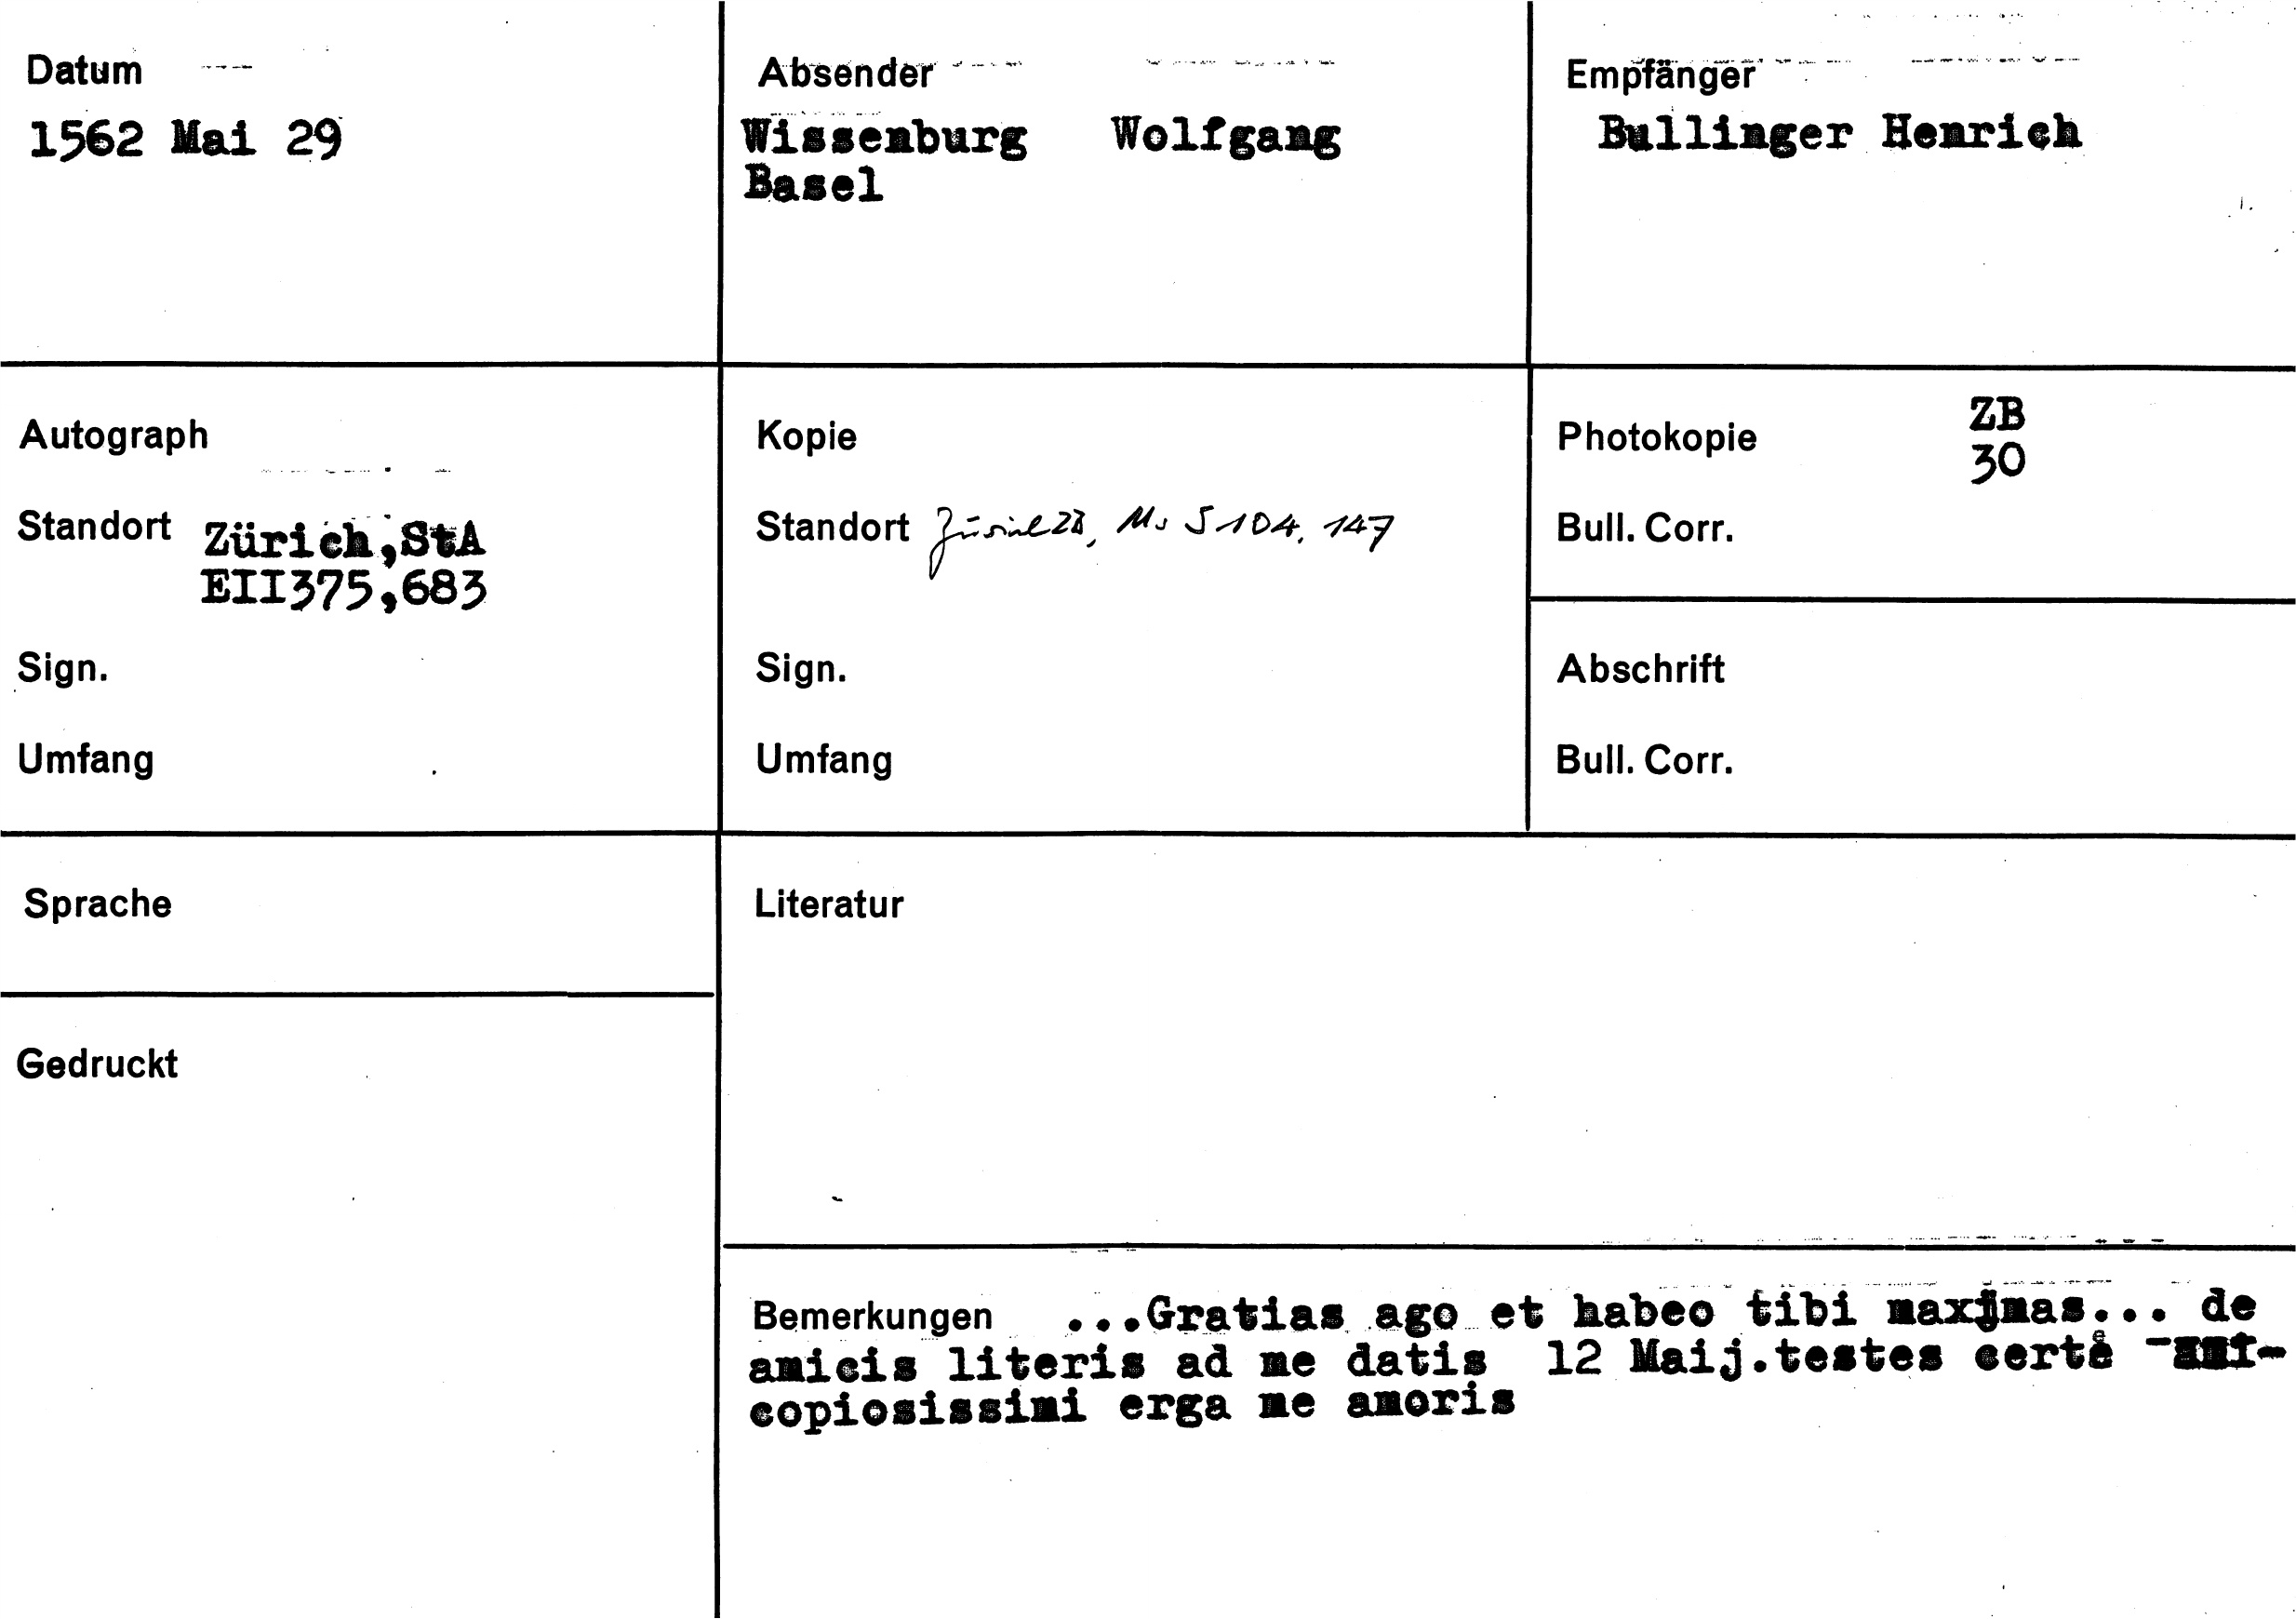 Datum
1562 Mai 29
Absender
Wissenburg Wolfgang
Basel
Empfänger
Bullinger Henrich
Autograph
Standort Zürich,StA
EII375,683
Sign.
Umfang
Kopie
Standort Zürich ZB, Ms S 104, 147
Sign.
Umfang
Photokopie ZB
30
Bull. Corr.
Abschrift
Bull. Corr.
Sprache
Gedruckt
Literatur
Bemerkungen ...Gratias ago et habeo tibi maxjmas... de
amicis literis ad me datis 12 Maij.testes certe
copiosissimi erga me amoris